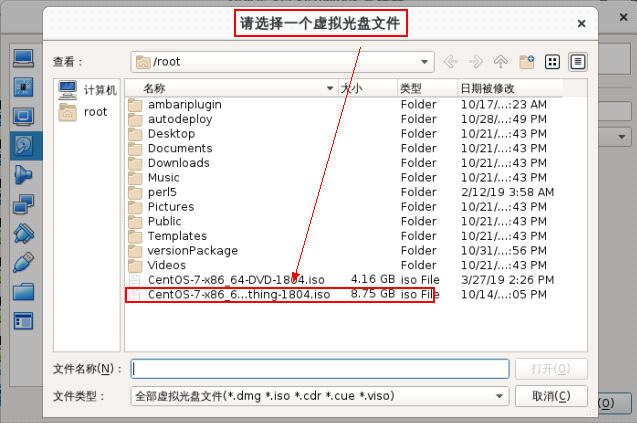 请选择一个虚拟光盘文件
查看：
/root
计算机
root
名称 大小 类型 日期被修改
ambariplugin Folder 10/17/...:23 AM
autodeploy Folder 10/28/...:49 PM
Desktop Folder 10/21/...:43 PM
Documents Folder 10/21/...:43 PM
Downloads Folder 10/21/...:43 PM
Music Folder 10/21/...:43 PM
perl5 Folder 2/12/19 3:58 AM
Pictures Folder 10/21/...:43 PM
Public Folder 10/21/...:43 PM
Templates Folder 10/21/...:43 PM
versionPackage Folder 10/31/...:56 PM
Videos Folder 10/21/...:43 PM
CentOS-7-x86_64-DVD-1804.iso 4.16 GB iso File 3/27/19 2:26 PM
CentOS-7-x86_6...thing-1804.iso 8.75 GB iso File 10/14/...:05 PM
文件名称(N)：
打开(O)
文件类型：
全部虚拟光盘文件(*.dmg *.iso *.cdr *.cue *.viso)
取消(C)